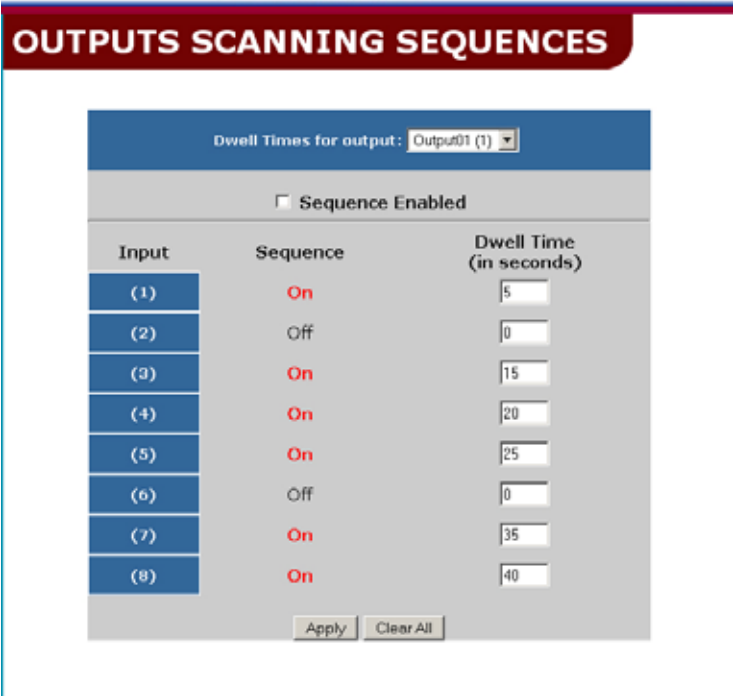 OUTPUTS SCANNING SEQUENCES
Dwell Times for output: Output01 (1)
Sequence Enabled
Input Sequence Dwell Time
(in seconds)
(1) On 5
(2) Off 0
(3) On 15
(4) On 20
(5) On 25
(6) Off 0
(7) On 35
(8) On 40
Apply Clear All